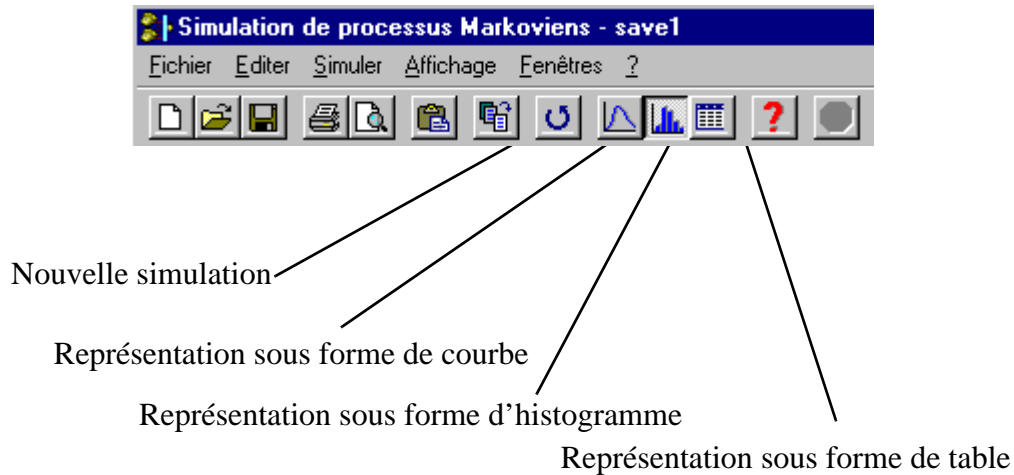 Simulation de processus Markoviens - save1
Fichier Editer Simuler Affichage Fenêtres ?
?
Nouvelle simulation
Représentation sous forme de courbe
Représentation sous forme d’histogramme
Représentation sous forme de table